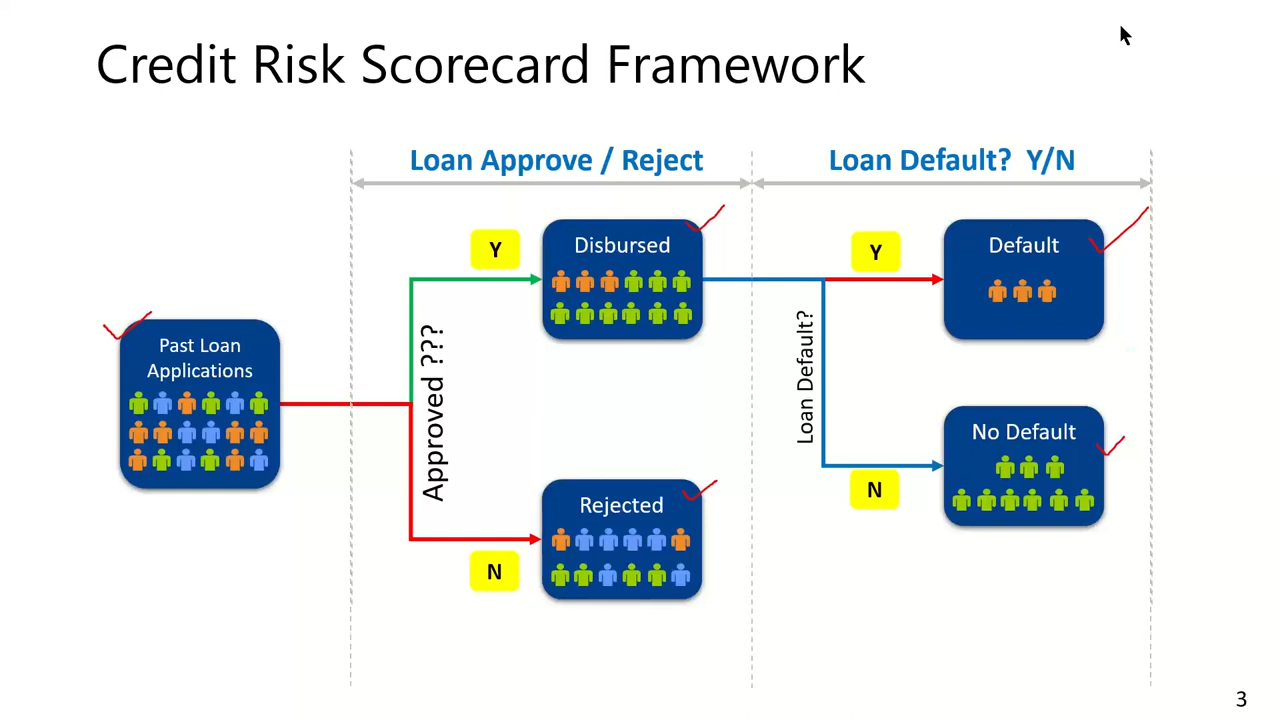 Credit Risk Scorecard Framework
Loan Approve / Reject
Loan Default? Y/N
Past Loan
Applications
Approved ???
Y
Disbursed
N
Rejected
Loan Default?
Y
Default
N
No Default
3